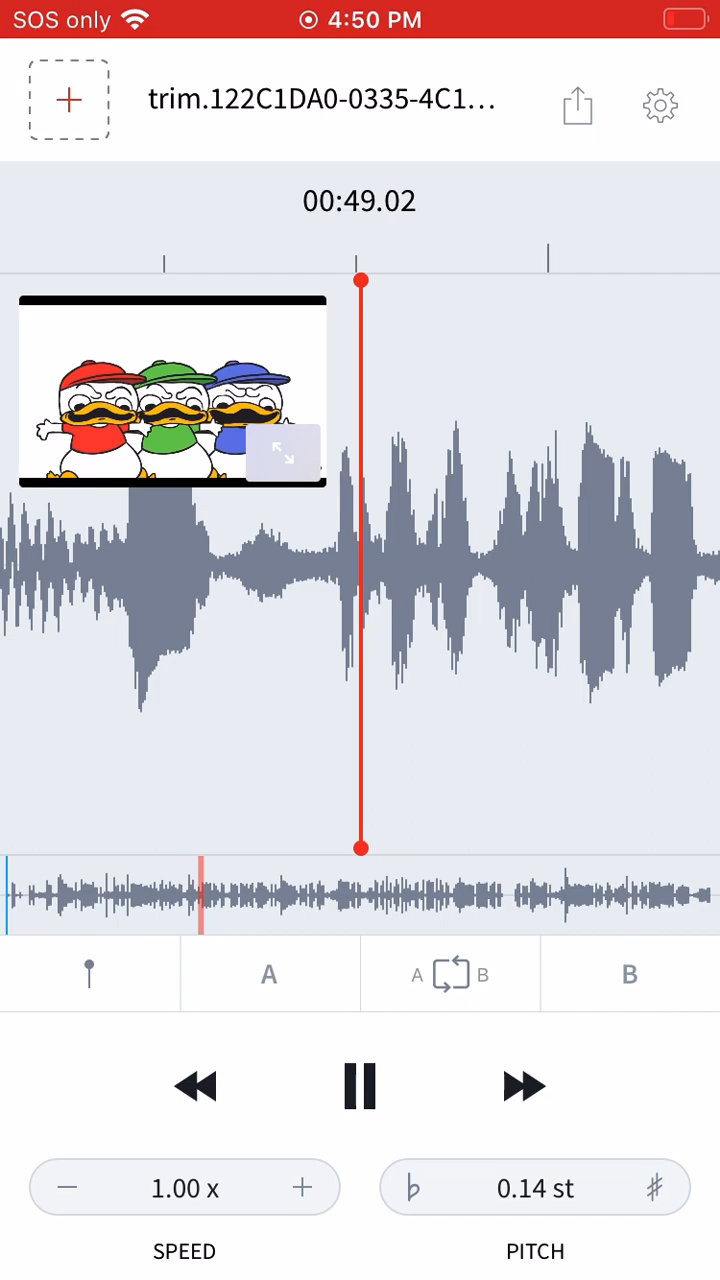 SOS only 4:50 PM
trim.122C1DA0-0335-4C1...
00:49.02
A A B B
1.00 x ♭ 0.14 st ♯
SPEED PITCH